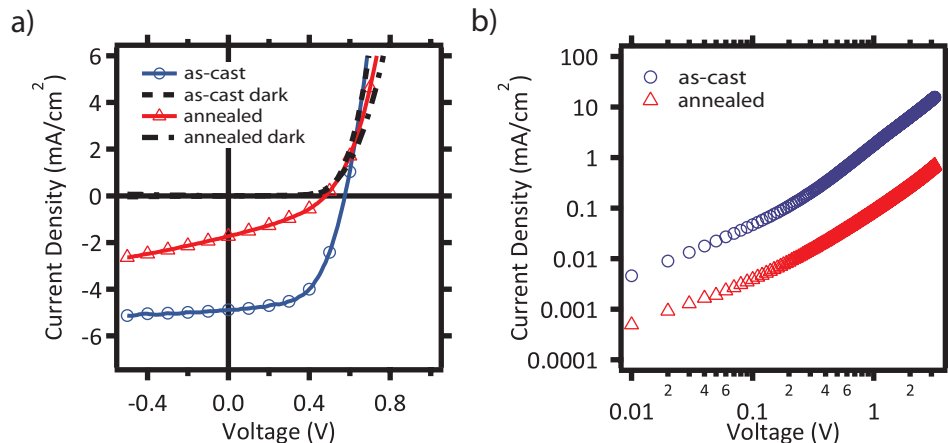 a)
6
4
2
0
-2
-4
-6
Current Density (mA/cm²)
as-cast
as-cast dark
annealed
annealed dark
-0.4
0.0
0.4
0.8
Voltage (V)
b)
100
10
1
0.1
0.01
0.001
0.0001
Current Density (mA/cm²)
as-cast
annealed
0.01
2
4
6
0.1
2
4
6
1
2
Voltage (V)